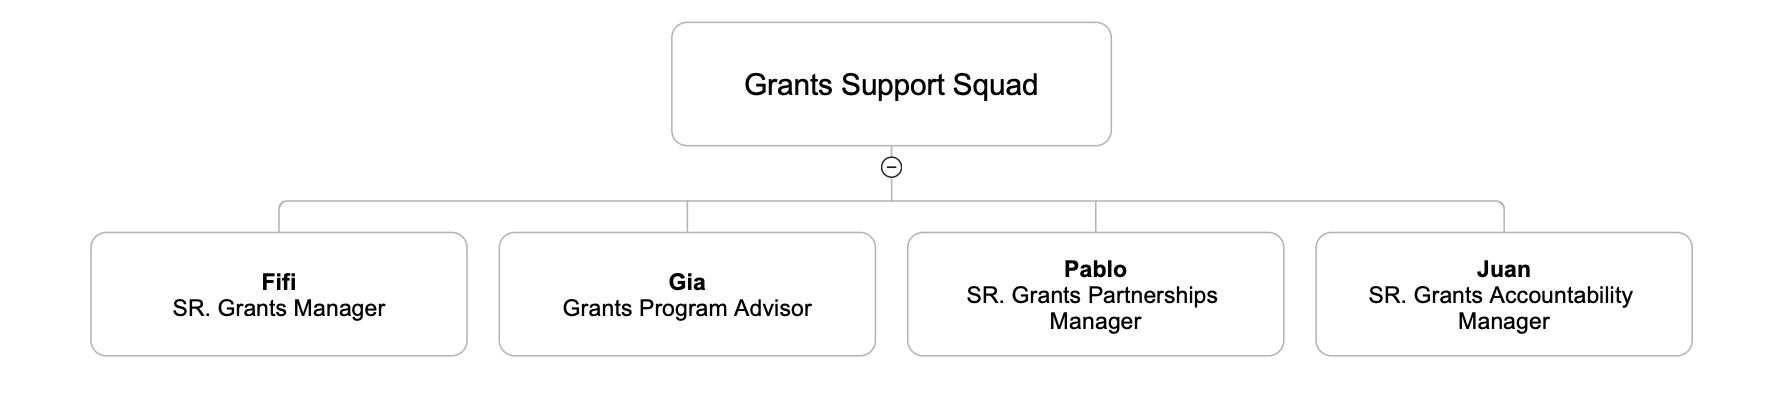 Grants Support Squad
Fifi
SR. Grants Manager
Gia
Grants Program Advisor
Pablo
SR. Grants Partnerships
Manager
Juan
SR. Grants Accountability
Manager